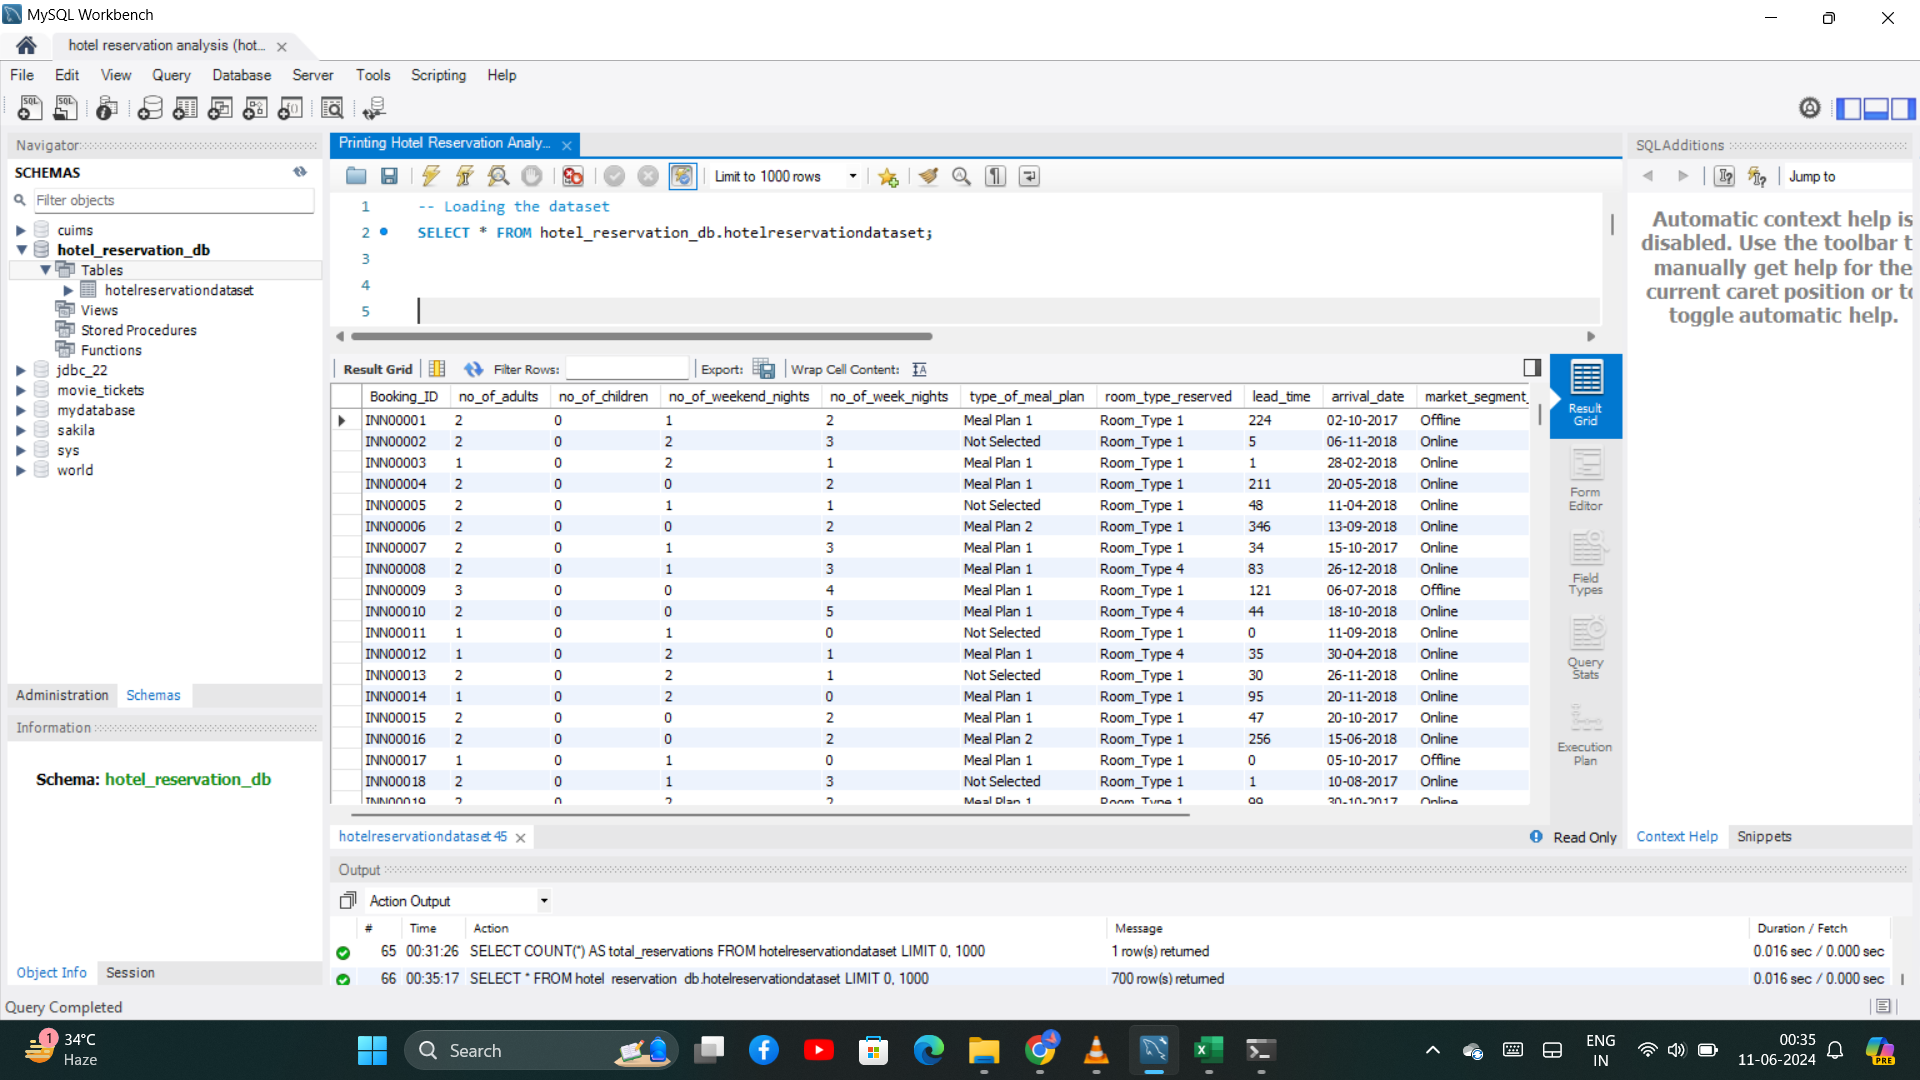 MySQL Workbench
hotel reservation analysis (hot...
File Edit View Query Database Server Tools Scripting Help
Navigator
SCHEMAS
Filter objects
cuims
hotel_reservation_db
Tables
hotelreservationdataset
Views
Stored Procedures
Functions
jdbc_22
movie_tickets
mydatabase
sakila
sys
world
Administration Schemas
Information
Schema: hotel_reservation_db
Object Info Session
Query Completed
Printing Hotel Reservation Analy...
Limit to 1000 rows
1 -- Loading the dataset
2 SELECT * FROM hotel_reservation_db.hotelreservationdataset;
3
4
5
Result Grid Filter Rows: Export: Wrap Cell Content:
Booking_ID no_of_adults no_of_children no_of_weekend_nights no_of_week_nights type_of_meal_plan room_type_reserved lead_time arrival_date market_segment_
INN00001 2 0 1 2 Meal Plan 1 Room_Type 1 224 02-10-2017 Offline
INN00002 2 0 2 3 Not Selected Room_Type 1 5 06-11-2018 Online
INN00003 1 0 2 1 Meal Plan 1 Room_Type 1 1 28-02-2018 Online
INN00004 2 0 0 2 Meal Plan 1 Room_Type 1 211 20-05-2018 Online
INN00005 2 0 1 1 Not Selected Room_Type 1 48 11-04-2018 Online
INN00006 2 0 0 2 Meal Plan 2 Room_Type 1 346 13-09-2018 Online
INN00007 2 0 1 3 Meal Plan 1 Room_Type 1 34 15-10-2017 Online
INN00008 2 0 1 3 Meal Plan 1 Room_Type 4 83 26-12-2018 Online
INN00009 3 0 0 4 Meal Plan 1 Room_Type 1 121 06-07-2018 Offline
INN00010 2 0 0 5 Meal Plan 1 Room_Type 4 44 18-10-2018 Online
INN00011 1 0 1 0 Not Selected Room_Type 1 0 11-09-2018 Online
INN00012 1 0 2 1 Meal Plan 1 Room_Type 4 35 30-04-2018 Online
INN00013 2 0 2 1 Not Selected Room_Type 1 30 26-11-2018 Online
INN00014 1 0 2 0 Meal Plan 1 Room_Type 1 95 20-11-2018 Online
INN00015 2 0 0 2 Meal Plan 1 Room_Type 1 47 20-10-2017 Online
INN00016 2 0 0 2 Meal Plan 2 Room_Type 1 256 15-06-2018 Online
INN00017 1 0 1 0 Meal Plan 1 Room_Type 1 0 05-10-2017 Offline
INN00018 2 0 1 3 Not Selected Room_Type 1 1 10-08-2017 Online
INN00019 2 0 2 2 Meal Plan 1 Room_Type 1 99 30-10-2017 Online
Result
Grid
Form
Editor
Field
Types
Query
Stats
Execution
Plan
hotelreservationdataset 45
Read Only
SQLAdditions
Jump to
Automatic context help is
disabled. Use the toolbar t
manually get help for the
current caret position or to
toggle automatic help.
Context Help Snippets
Output
Action Output
# Time Action Message Duration / Fetch
65 00:31:26 SELECT COUNT(*) AS total_reservations FROM hotelreservationdataset LIMIT 0, 1000 1 row(s) returned 0.016 sec / 0.000 sec
66 00:35:17 SELECT * FROM hotel_reservation_db.hotelreservationdataset LIMIT 0, 1000 700 row(s) returned 0.016 sec / 0.000 sec
1
34°C
Haze
Search
PRE
ENG
IN
00:35
11-06-2024